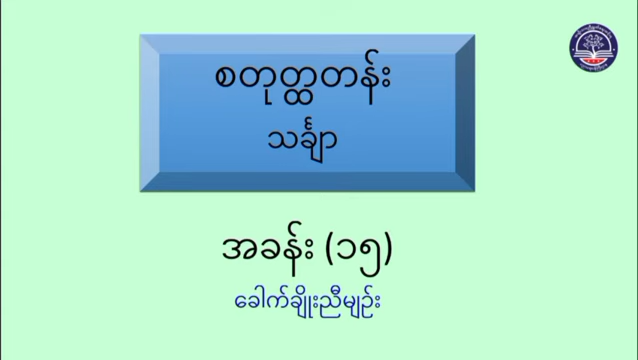 စတုတ္ထတန်း
သင်္ချာ
အခန်း (၁၅)
ခေါက်ချိုးညီမျဉ်း